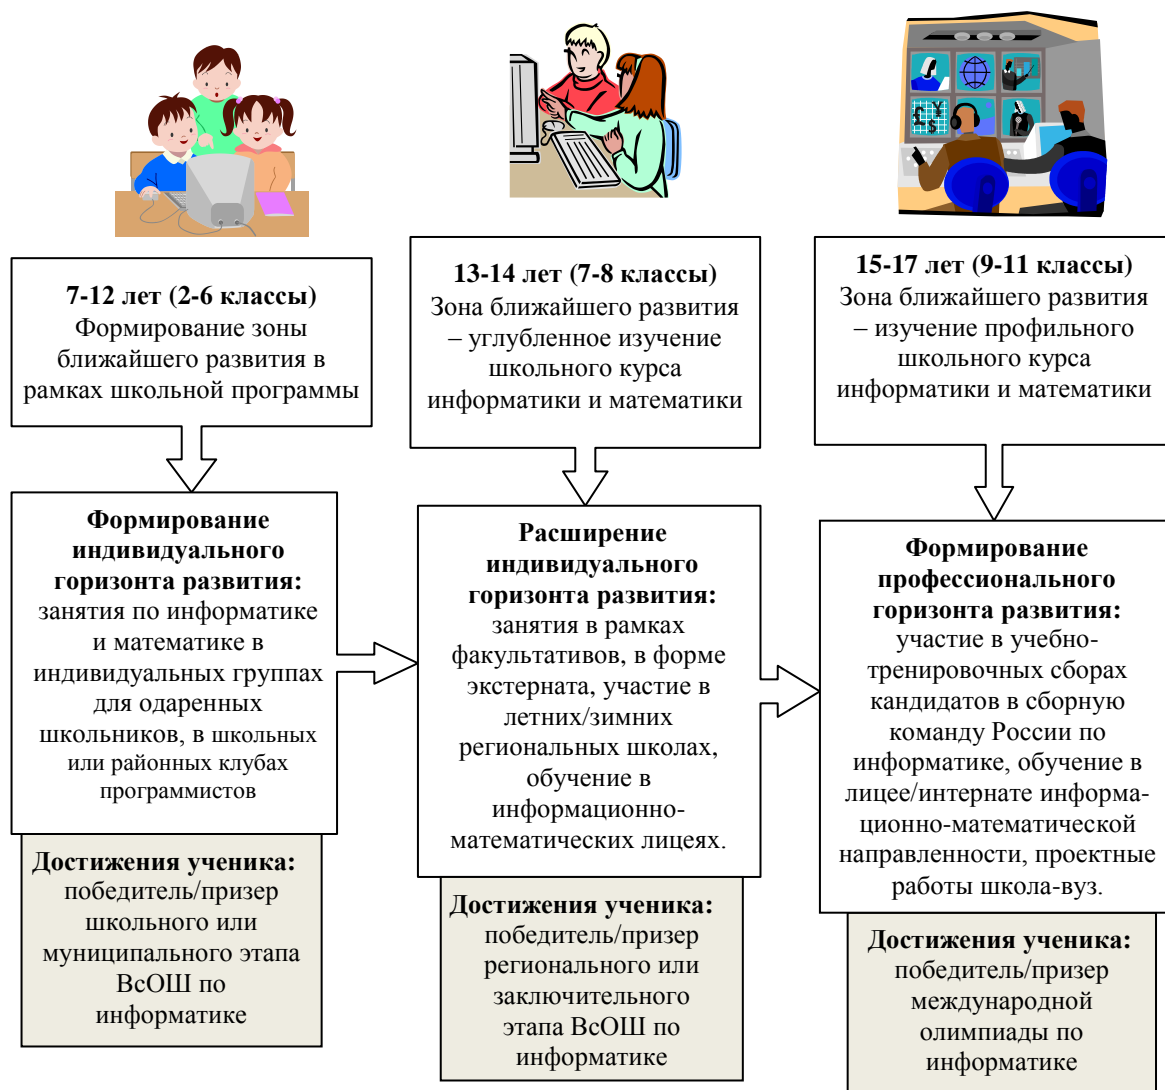 7-12 лет (2-6 классы)
Формирование зоны
ближайшего развития в
рамках школьной программы
13-14 лет (7-8 классы)
Зона ближайшего развития
– углубленное изучение
школьного курса
информатики и математики
15-17 лет (9-11 классы)
Зона ближайшего развития
– изучение профильного
школьного курса
информатики и математики
Формирование
индивидуального
горизонта развития:
занятия по информатике
и математике в
индивидуальных группах
для одаренных
школьников, в школьных
или районных клубах
программистов
Расширение
индивидуального
горизонта развития:
занятия в рамках
факультативов, в форме
экстерната, участие в
летних/зимних
региональных школах,
обучение в
информационно-
математических лицеях.
Формирование
профессионального
горизонта развития:
участие в учебно-
тренировочных сборах
кандидатов в сборную
команду России по
информатике, обучение в
лицее/интернате информа-
ционно-математической
направленности, проектные
работы школа-вуз.
Достижения ученика:
победитель/призер
школьного или
муниципального этапа
ВсОШ по
информатике
Достижения ученика:
победитель/призер
регионального или
заключительного
этапа ВсОШ по
информатике
Достижения ученика:
победитель/призер
международной
олимпиады по
информатике